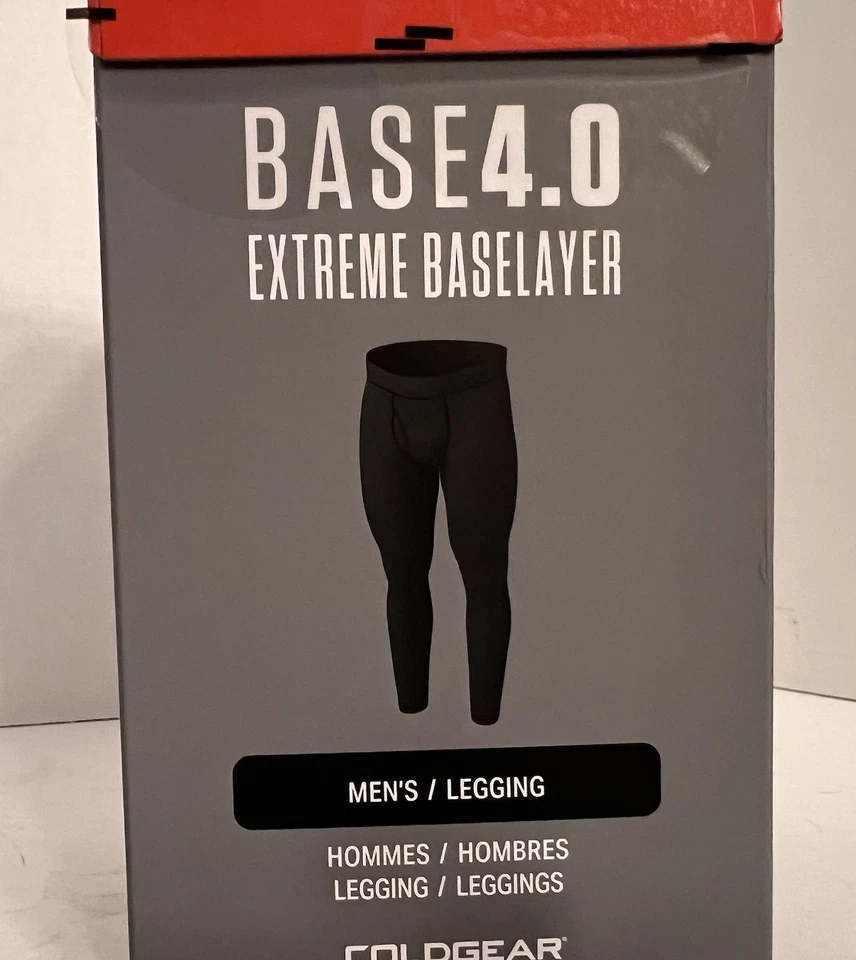 BASE4.0
EXTREME BASELAYER
MEN'S / LEGGING
HOMMES / HOMBRES
LEGGING / LEGGINGS
COLDGEAR®